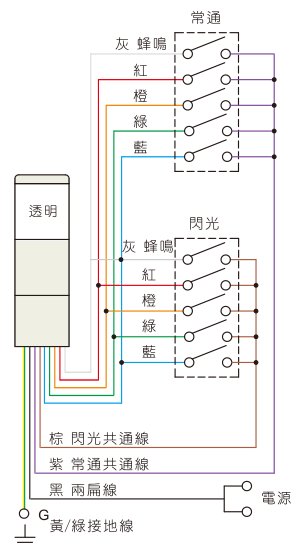 常通
灰 蜂鳴
紅
橙
綠
藍
透明
閃光
灰 蜂鳴
紅
橙
綠
藍
棕 閃光共通線
紫 常通共通線
黑 兩扁線
電源
G
黃/綠接地線